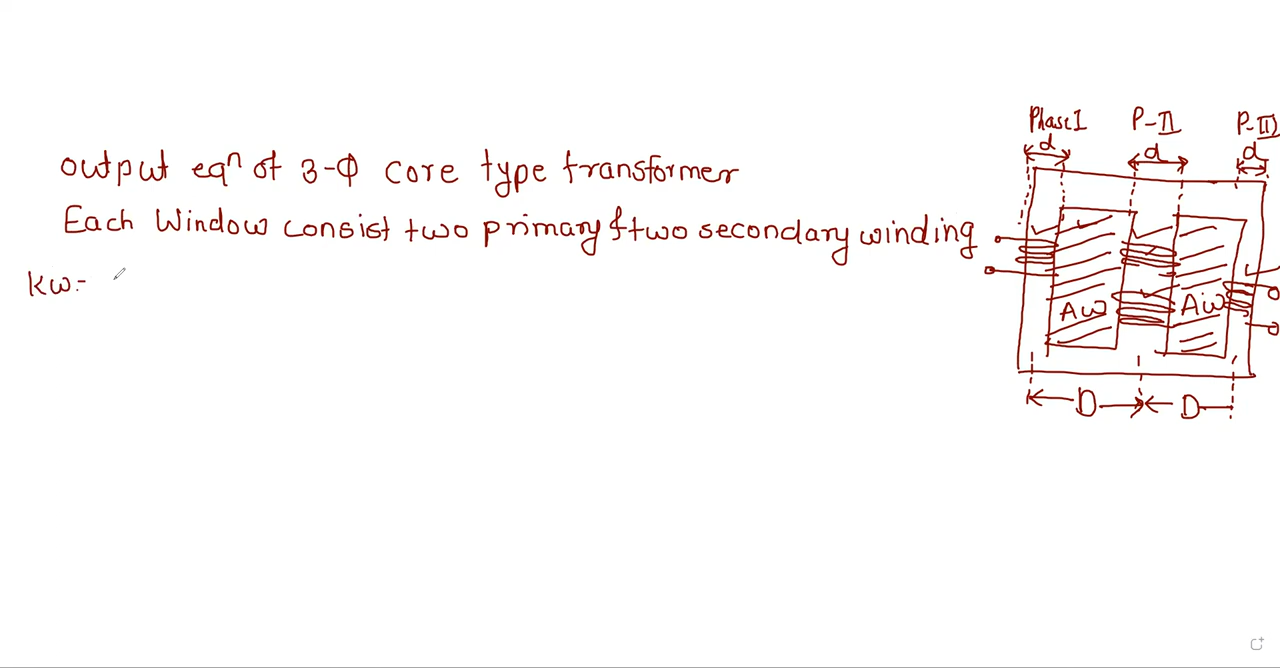 Phase I P-II P-III
d d d
output eqⁿ of 3-Φ core type transformer
Each Window consist two primary & two secondary winding
Kw=
Aw Aw
D D